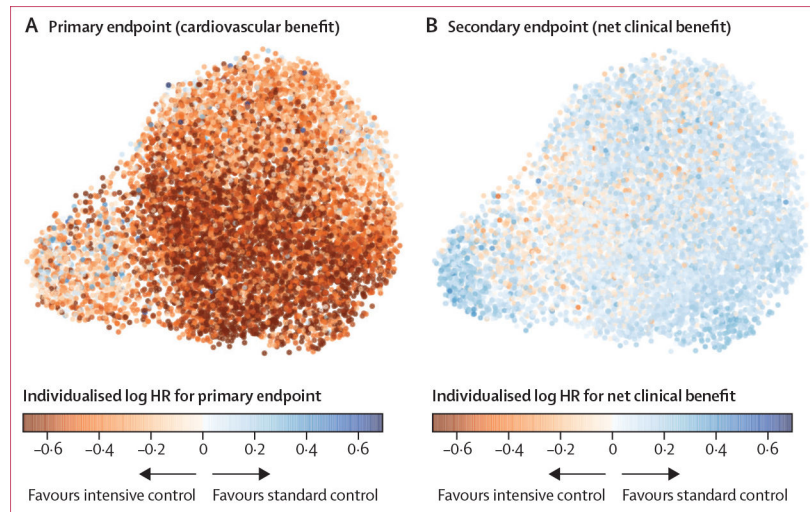 A Primary endpoint (cardiovascular benefit)
B Secondary endpoint (net clinical benefit)
Individualised log HR for primary endpoint
−0·6 −0·4 −0·2 0 0·2 0·4 0·6
Favours intensive control Favours standard control
Individualised log HR for net clinical benefit
−0·6 −0·4 −0·2 0 0·2 0·4 0·6
Favours intensive control Favours standard control